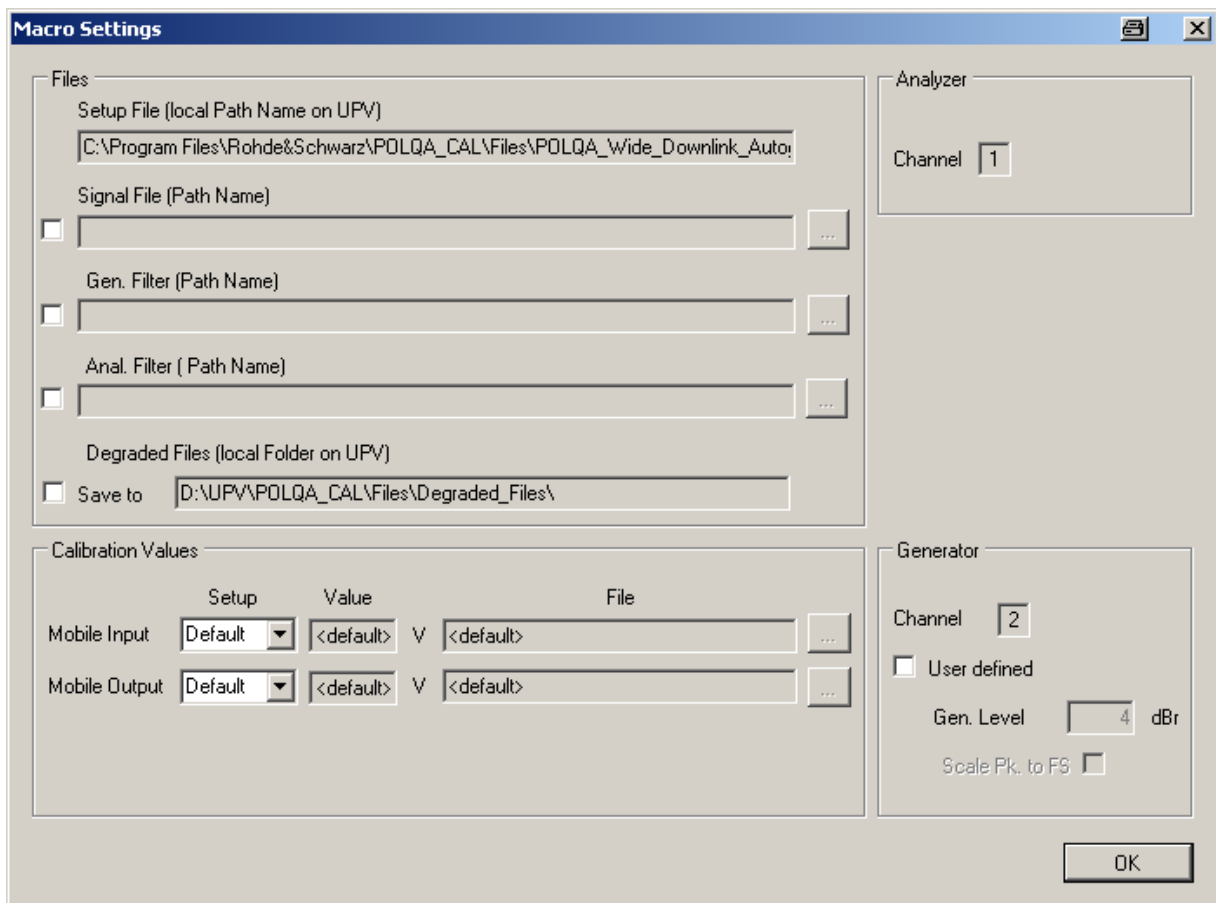 Macro Settings
Files
Setup File (local Path Name on UPV)
C:\Program Files\Rohde&Schwarz\POLQA_CAL\Files\POLQA_Wide_Downlink_Auto
Signal File (Path Name)
...
Gen. Filter (Path Name)
...
Anal. Filter ( Path Name)
...
Degraded Files (local Folder on UPV)
Save to D:\UPV\POLQA_CAL\Files\Degraded_Files\
Analyzer
Channel 1
Calibration Values
Setup Value File
Mobile Input Default <default> V <default> ...
Mobile Output Default <default> V <default> ...
Generator
Channel 2
User defined
Gen. Level 4 dBr
Scale Pk. to FS
OK